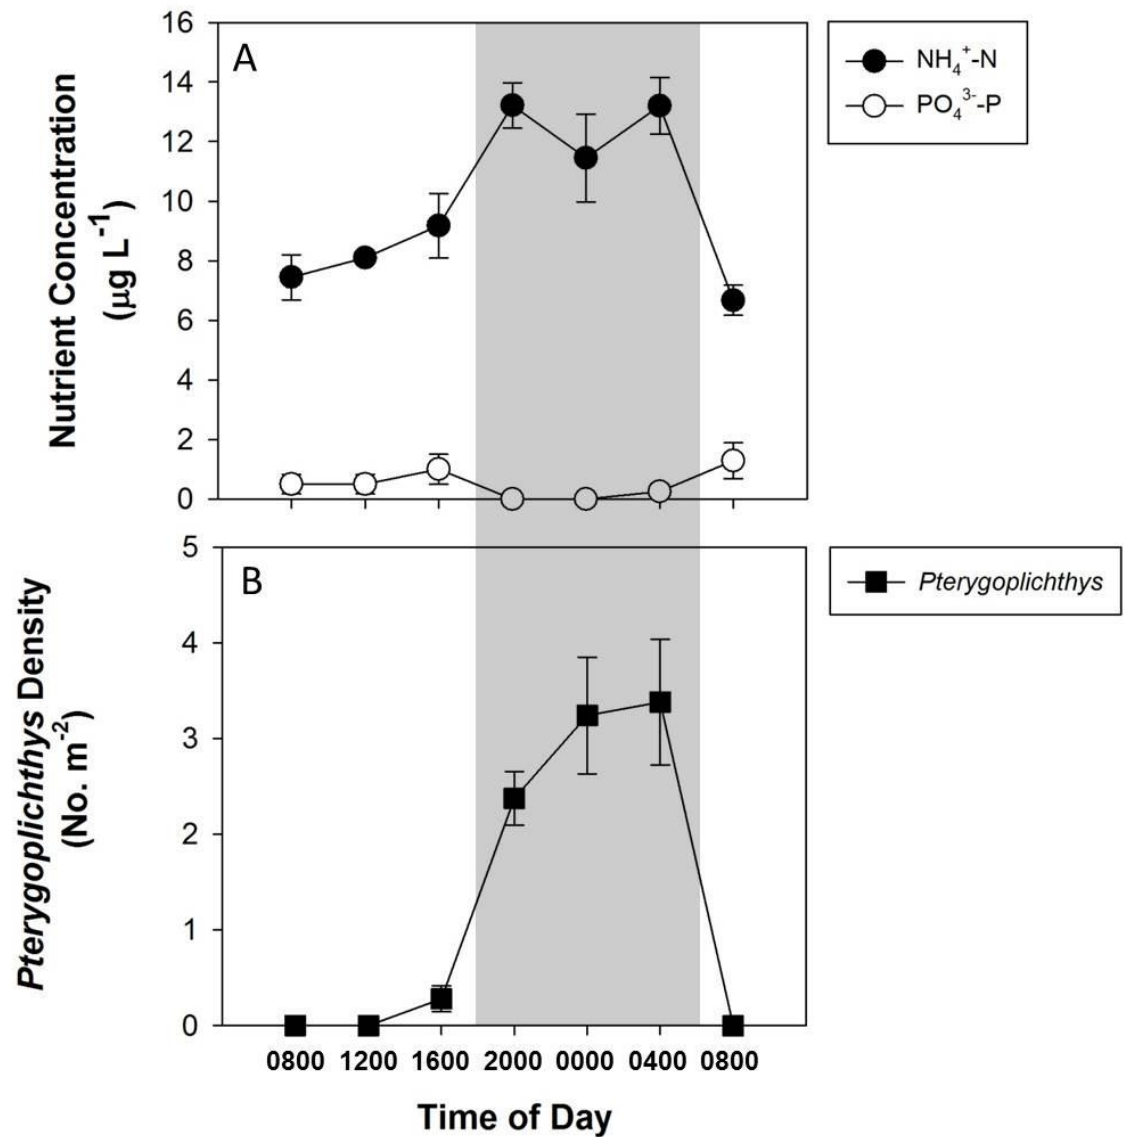 A
Nutrient Concentration
(µg L⁻¹)
16
14
12
10
8
6
4
2
0
NH₄⁺-N
PO₄³⁻-P
B
Pterygoplichthys Density
(No. m⁻²)
5
4
3
2
1
0
Pterygoplichthys
0800 1200 1600 2000 0000 0400 0800
Time of Day